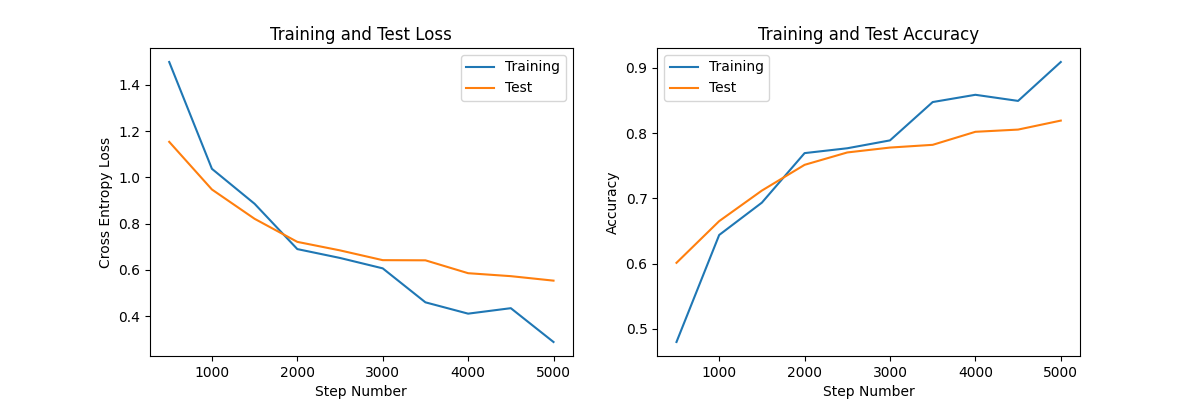 Training and Test Loss
Training
Test
1.4
1.2
1.0
0.8
0.6
0.4
Cross Entropy Loss
1000 2000 3000 4000 5000
Step Number
Training and Test Accuracy
Training
Test
0.9
0.8
0.7
0.6
0.5
Accuracy
1000 2000 3000 4000 5000
Step Number